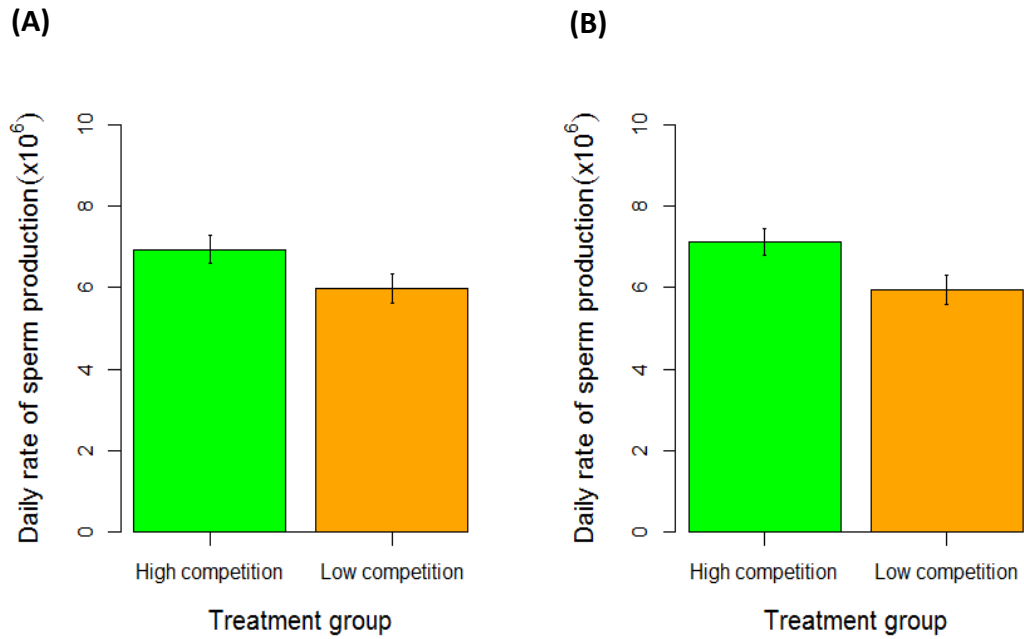 (A)
Daily rate of sperm production(x10⁶)
10
8
6
4
2
0
High competition
Low competition
Treatment group
(B)
Daily rate of sperm production(x10⁶)
10
8
6
4
2
0
High competition
Low competition
Treatment group